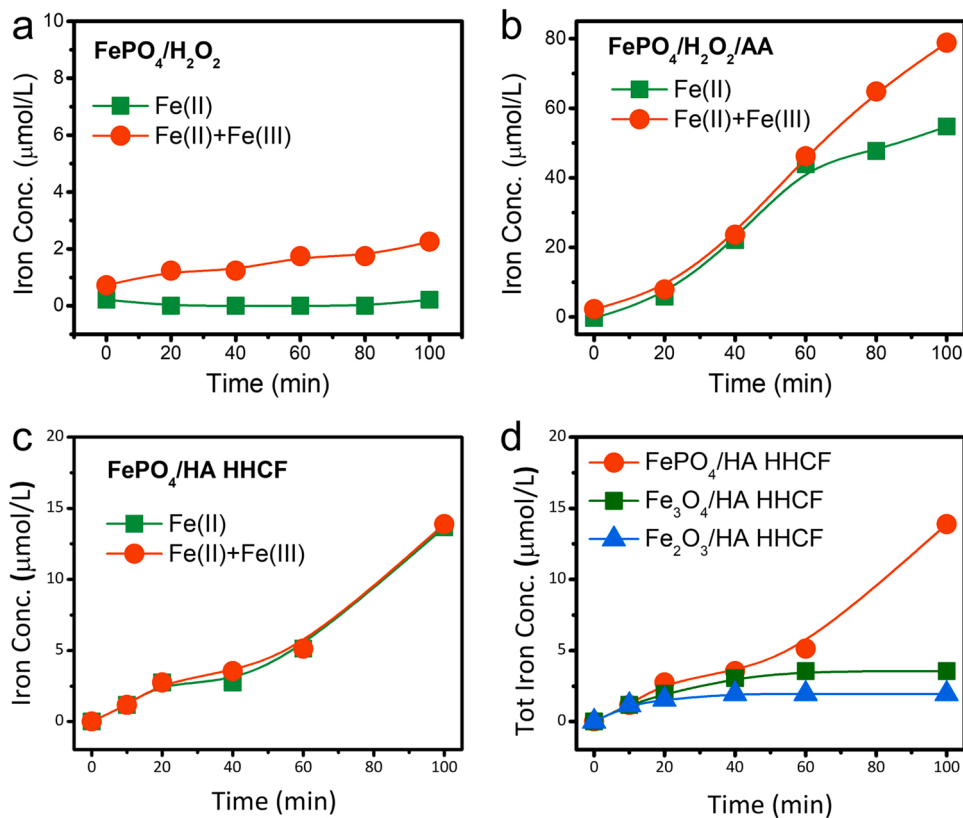 a
FePO₄/H₂O₂
Fe(II)
Fe(II)+Fe(III)
Iron Conc. (μmol/L)
10
8
6
4
2
0
0 20 40 60 80 100
Time (min)
b
FePO₄/H₂O₂/AA
Fe(II)
Fe(II)+Fe(III)
Iron Conc. (μmol/L)
80
60
40
20
0
0 20 40 60 80 100
Time (min)
c
FePO₄/HA HHCF
Fe(II)
Fe(II)+Fe(III)
Iron Conc. (μmol/L)
20
15
10
5
0
0 20 40 60 80 100
Time (min)
d
FePO₄/HA HHCF
Fe₃O₄/HA HHCF
Fe₂O₃/HA HHCF
Tot Iron Conc. (μmol/L)
20
15
10
5
0
0 20 40 60 80 100
Time (min)